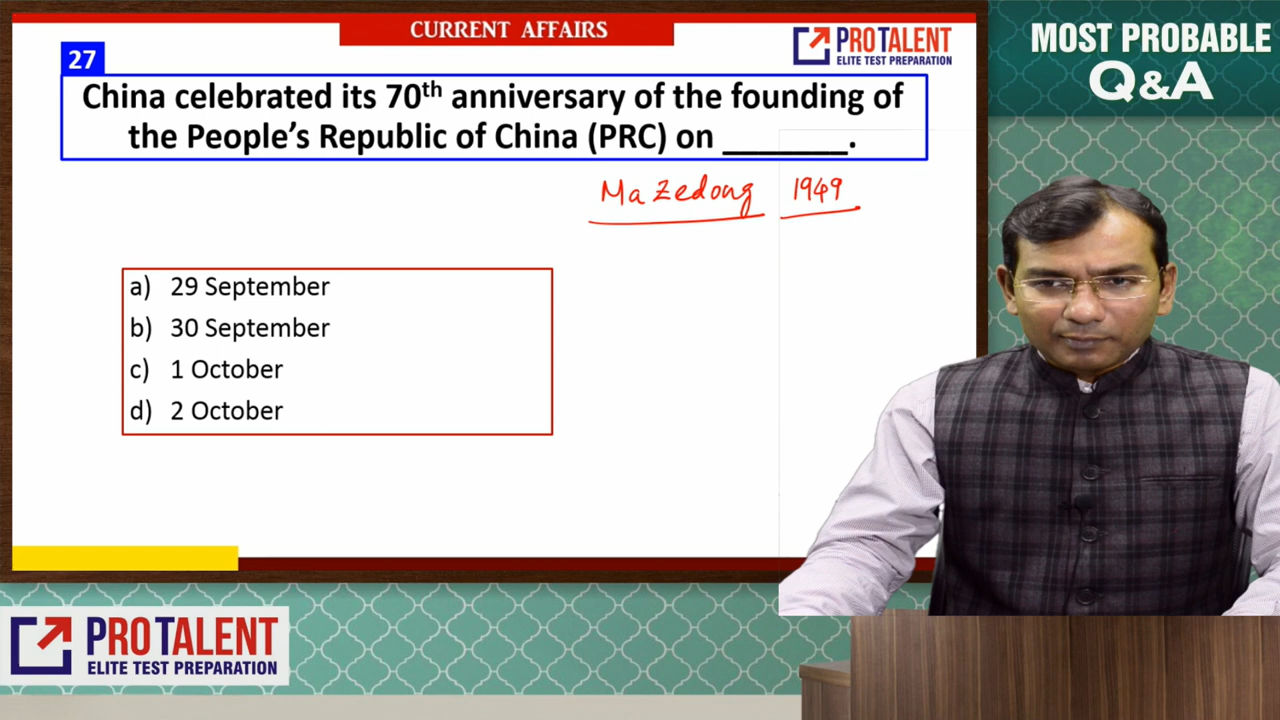 CURRENT AFFAIRS
PROTALENT
ELITE TEST PREPARATION
MOST PROBABLE
Q&A
27
China celebrated its 70th anniversary of the founding of
the People's Republic of China (PRC) on _______.
Ma Zedong 1949
a) 29 September
b) 30 September
c) 1 October
d) 2 October
PROTALENT
ELITE TEST PREPARATION